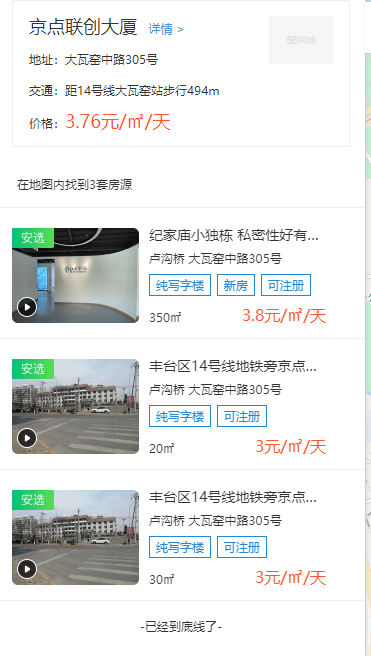 京点联创大厦 详情 >
58同城
地址：大瓦窑中路305号
交通：距14号线大瓦窑站步行494m
价格：3.76元/㎡/天
在地图内找到3套房源
安选
纪家庙小独栋 私密性好有...
卢沟桥 大瓦窑中路305号
纯写字楼 新房 可注册
350㎡ 3.8元/㎡/天
安选
丰台区14号线地铁旁京点...
卢沟桥 大瓦窑中路305号
纯写字楼 可注册
20㎡ 3元/㎡/天
安选
丰台区14号线地铁旁京点...
卢沟桥 大瓦窑中路305号
纯写字楼 可注册
30㎡ 3元/㎡/天
-已经到底线了-